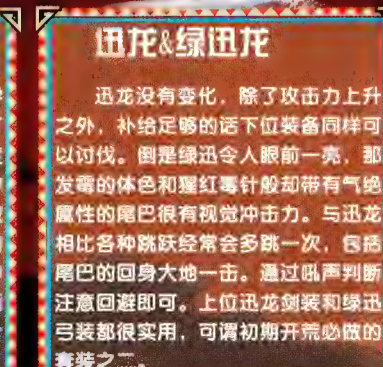 迅龙&绿迅龙
迅龙没有变化，除了攻击力上升
之外，补给足够的话下位装备同样可
以讨伐。倒是绿迅令人眼前一亮，那
发霉的体色和猩红毒针般却带有气绝
属性的尾巴很有视觉冲击力。与迅龙
相比各种跳跃经常会多跳一次，包括
尾巴的回身大地一击。通过吼声判断
注意回避即可。上位迅龙剑装和绿迅
弓装都很实用，可谓初期开荒必做的
套装之二。